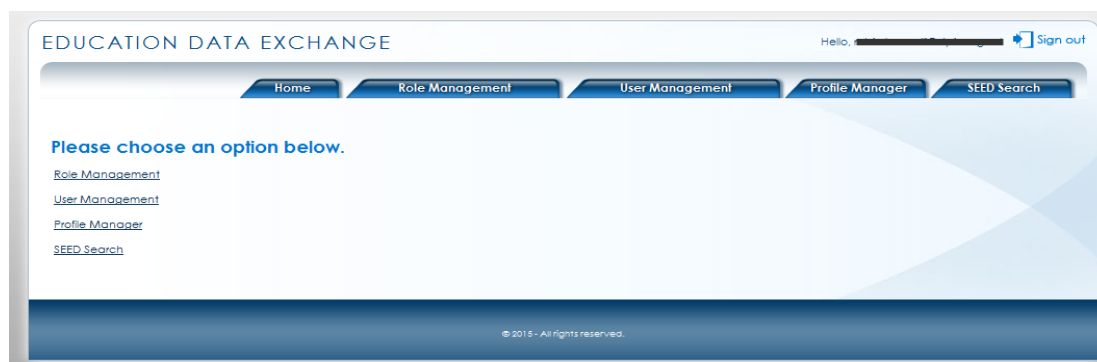 EDUCATION DATA EXCHANGE
Hello,
Sign out
Home Role Management User Management Profile Manager SEED Search
Please choose an option below.
Role Management
User Management
Profile Manager
SEED Search
© 2015 - All rights reserved.